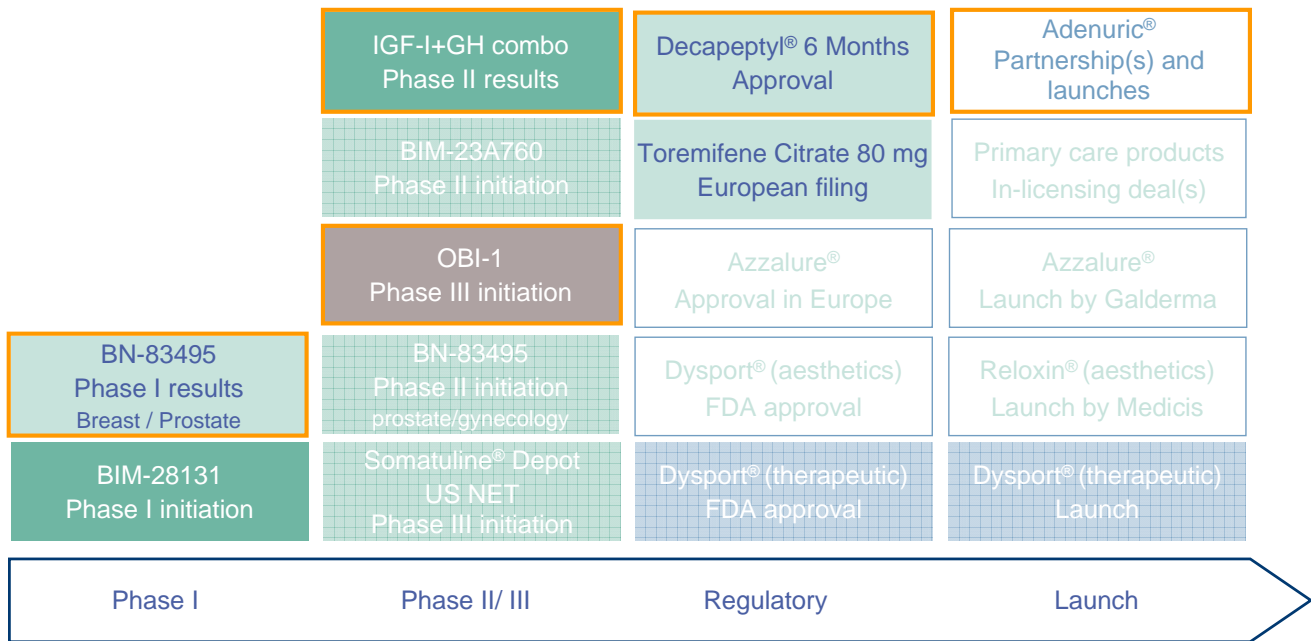 IGF-I+GH combo
Phase II results
Decapeptyl® 6 Months
Approval
Adenuric®
Partnership(s) and
launches
BIM-23A760
Phase II initiation
Toremifene Citrate 80 mg
European filing
Primary care products
In-licensing deal(s)
OBI-1
Phase III initiation
Azzalure®
Approval in Europe
Azzalure®
Launch by Galderma
BN-83495
Phase I results
Breast / Prostate
BN-83495
Phase II initiation
prostate/gynecology
Dysport® (aesthetics)
FDA approval
Reloxin® (aesthetics)
Launch by Medicis
BIM-28131
Phase I initiation
Somatuline® Depot
US NET
Phase III initiation
Dysport® (therapeutic)
FDA approval
Dysport® (therapeutic)
Launch
Phase I
Phase II/ III
Regulatory
Launch